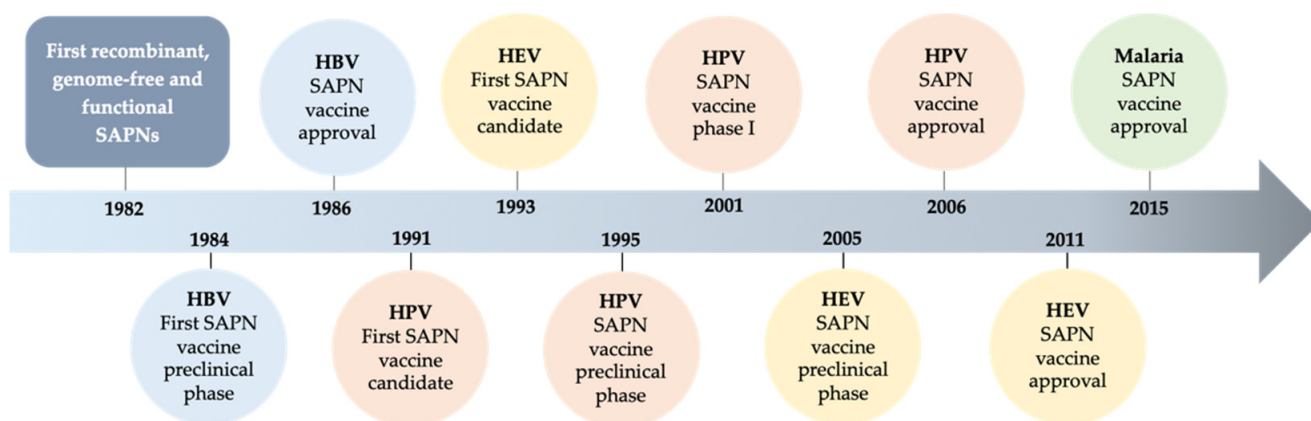 First recombinant,
genome-free and
functional
SAPNs
HBV
SAPN
vaccine
approval
HEV
First SAPN
vaccine
candidate
HPV
SAPN
vaccine
phase I
HPV
SAPN
vaccine
approval
Malaria
SAPN
vaccine
approval
1982
1986
1993
2001
2006
2015
1984
1991
1995
2005
2011
HBV
First SAPN
vaccine
preclinical
phase
HPV
First SAPN
vaccine
candidate
HPV
SAPN
vaccine
preclinical
phase
HEV
SAPN
vaccine
preclinical
phase
HEV
SAPN
vaccine
approval